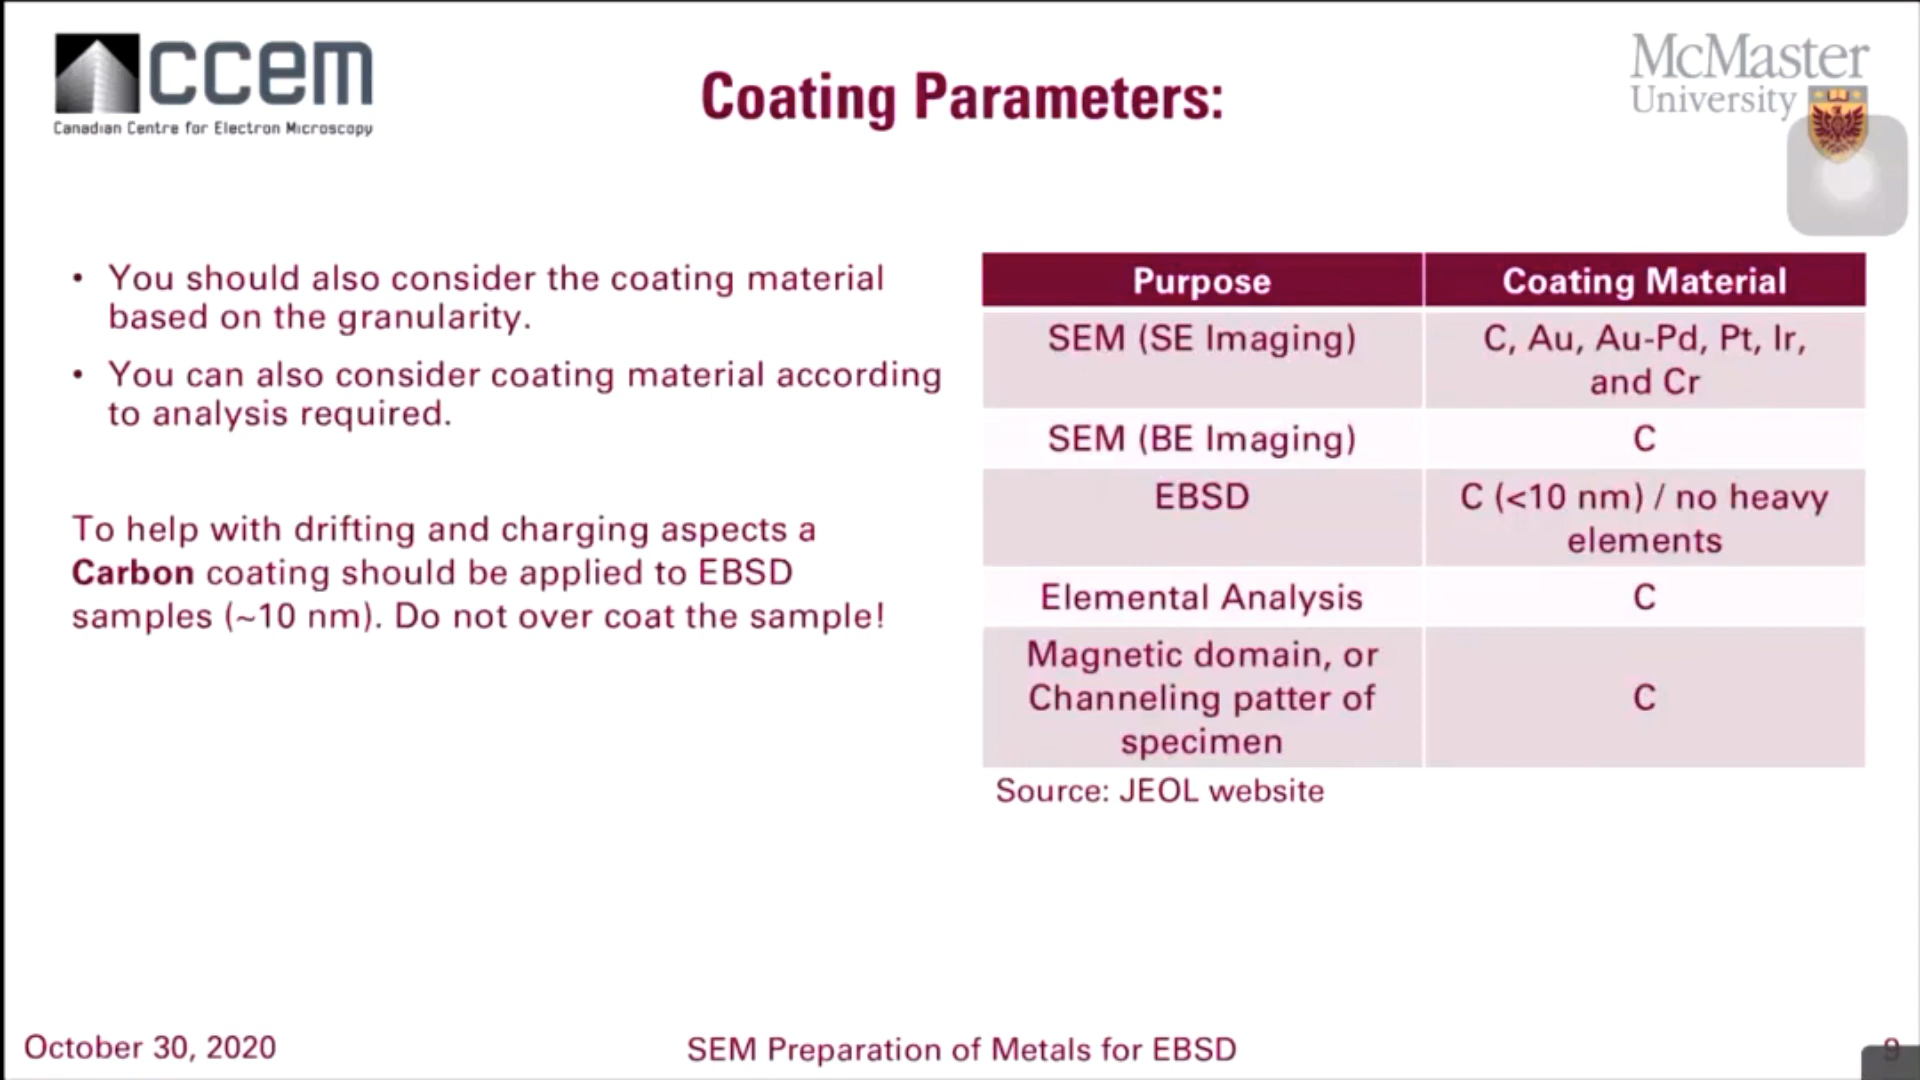 ccem
Canadian Centre for Electron Microscopy
Coating Parameters:
McMaster
University
• You should also consider the coating material
based on the granularity.
• You can also consider coating material according
to analysis required.
To help with drifting and charging aspects a
Carbon coating should be applied to EBSD
samples (~10 nm). Do not over coat the sample!
Purpose Coating Material
SEM (SE Imaging) C, Au, Au-Pd, Pt, Ir,
and Cr
SEM (BE Imaging) C
EBSD C (<10 nm) / no heavy
elements
Elemental Analysis C
Magnetic domain, or
Channeling patter of C
specimen
Source: JEOL website
October 30, 2020 SEM Preparation of Metals for EBSD 9